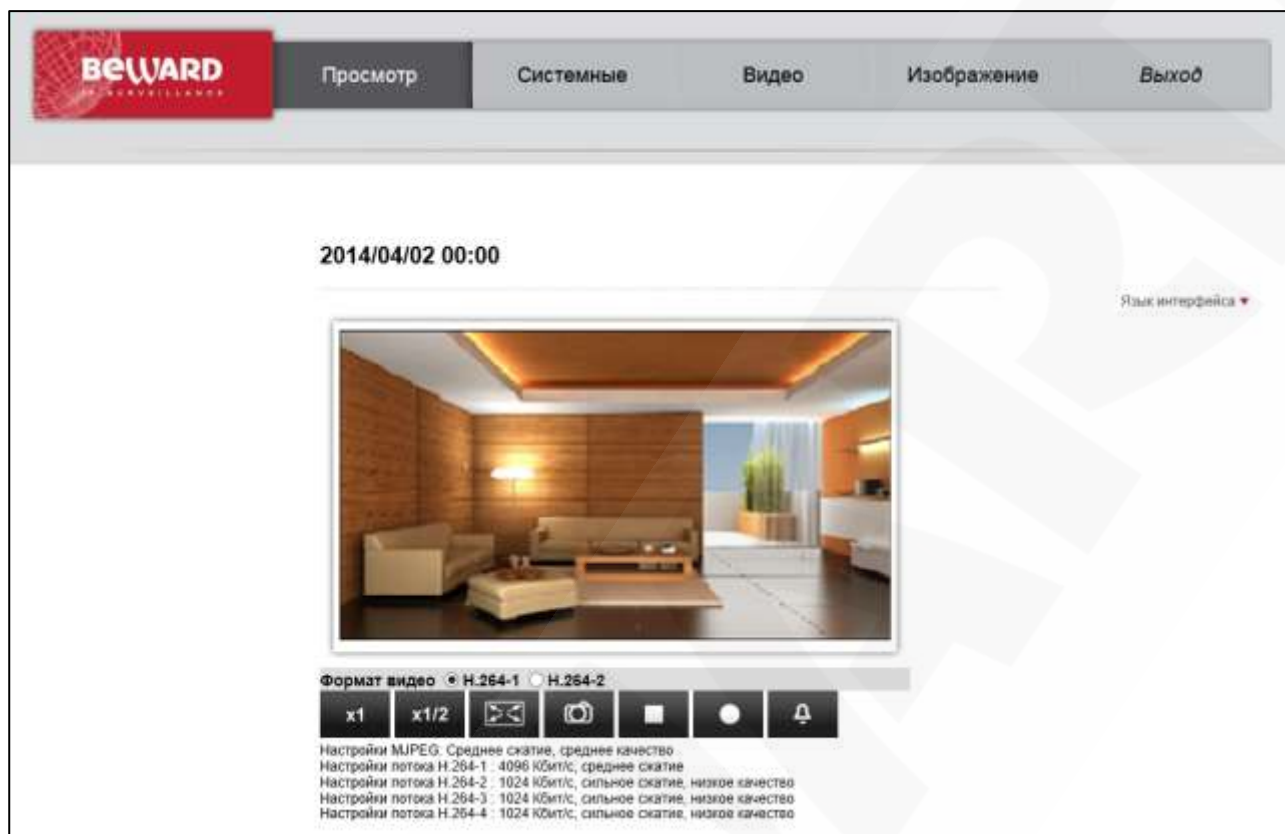 BEWARD
IP SURVEILLANCE
Просмотр
Системные
Видео
Изображение
Выход
2014/04/02 00:00
Язык интерфейса
Формат видео H.264-1 H.264-2
x1
x1/2
Настройки MJPEG: Среднее сжатие, среднее качество
Настройки потока H.264-1 : 4096 Кбит/с, среднее сжатие
Настройки потока H.264-2 : 1024 Кбит/с, сильное сжатие, низкое качество
Настройки потока H.264-3 : 1024 Кбит/с, сильное сжатие, низкое качество
Настройки потока H.264-4 : 1024 Кбит/с, сильное сжатие, низкое качество